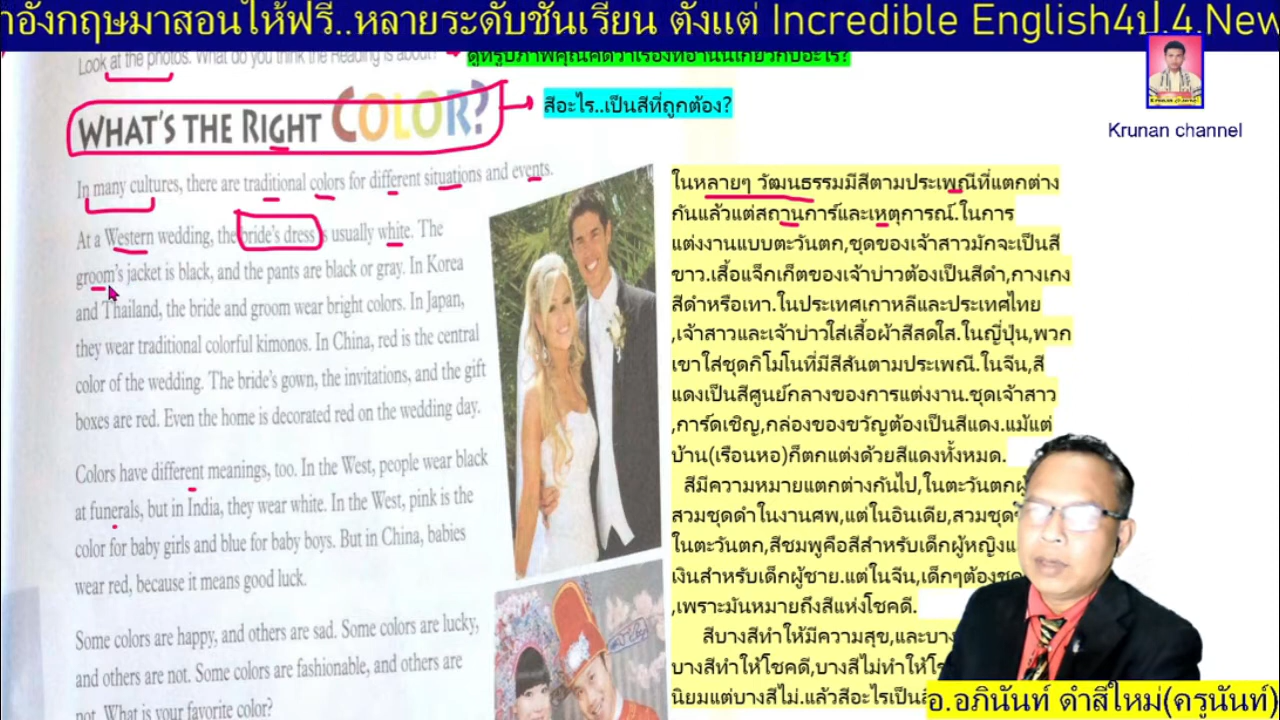 าอังกฤษมาสอนให้ฟรี..หลายระดับชั้นเรียน ตั้งแต่ Incredible English4ป.4.New
Look at the photos. What do you think the Reading is about?
ดูที่รูปภาพคุณคิดว่าเรื่องที่อ่านนั้นเกี่ยวกับอะไร?
WHAT'S THE RIGHT COLOR?
สีอะไร..เป็นสีที่ถูกต้อง?
Krunan channel
In many cultures, there are traditional colors for different situations and events.
At a Western wedding, the bride's dress is usually white. The
groom's jacket is black, and the pants are black or gray. In Korea
and Thailand, the bride and groom wear bright colors. In Japan,
they wear traditional colorful kimonos. In China, red is the central
color of the wedding. The bride's gown, the invitations, and the gift
boxes are red. Even the home is decorated red on the wedding day.
Colors have different meanings, too. In the West, people wear black
at funerals, but in India, they wear white. In the West, pink is the
color for baby girls and blue for baby boys. But in China, babies
wear red, because it means good luck.
Some colors are happy, and others are sad. Some colors are lucky,
and others are not. Some colors are fashionable, and others are
not. What is your favorite color?
ในหลายๆ วัฒนธรรมมีสีตามประเพณีที่แตกต่าง
กันแล้วแต่สถานการ์และเหตุการณ์.ในการ
แต่งงานแบบตะวันตก,ชุดของเจ้าสาวมักจะเป็นสี
ขาว.เสื้อแจ็กเก็ตของเจ้าบ่าวต้องเป็นสีดำ,กางเกง
สีดำหรือเทา.ในประเทศเกาหลีและประเทศไทย
,เจ้าสาวและเจ้าบ่าวใส่เสื้อผ้าสีสดใส.ในญี่ปุ่น,พวก
เขาใส่ชุดกิโมโนที่มีสีสันตามประเพณี.ในจีน,สี
แดงเป็นสีศูนย์กลางของการแต่งงาน.ชุดเจ้าสาว
,การ์ดเชิญ,กล่องของขวัญต้องเป็นสีแดง.แม้แต่
บ้าน(เรือนหอ)ก็ตกแต่งด้วยสีแดงทั้งหมด.
สีมีความหมายแตกต่างกันไป,ในตะวันตก
สวมชุดดำในงานศพ,แต่ในอินเดีย,สวมชุด
ในตะวันตก,สีชมพูคือสีสำหรับเด็กผู้หญิง
เงินสำหรับเด็กผู้ชาย.แต่ในจีน,เด็กๆต้อง
,เพราะมันหมายถึงสีแห่งโชคดี.
สีบางสีทำให้มีความสุข,และบาง
บางสีทำให้โชคดี,บางสีไม่ทำให้
นิยมแต่บางสีไม่.แล้วสีอะไรเป็น
อ.อภินันท์ ดำสีใหม่(ครูนันท์)